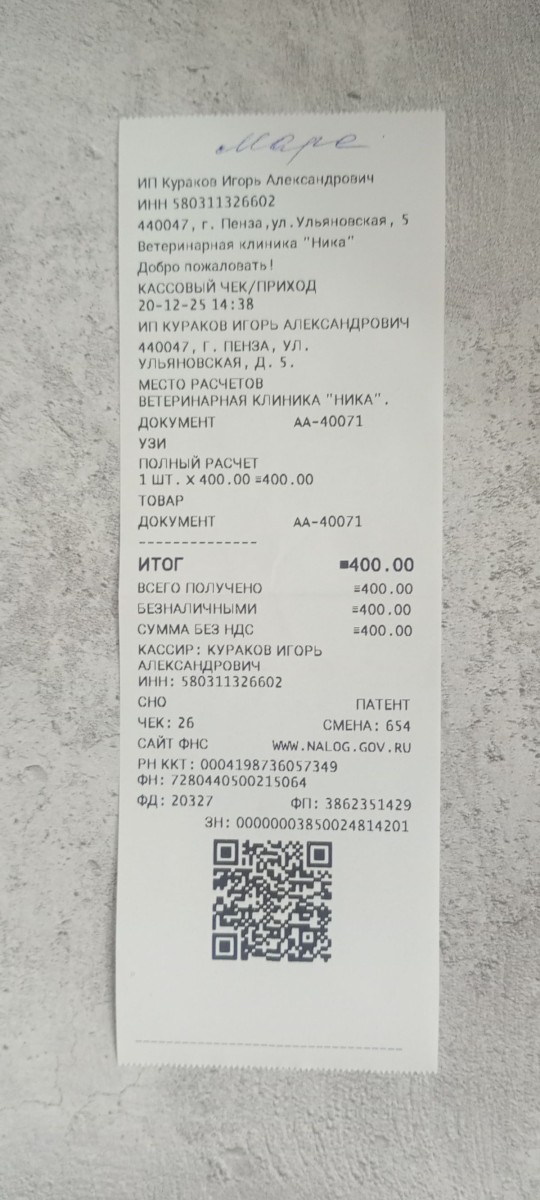 Маре
ИП Кураков Игорь Александрович
ИНН 580311326602
440047, г. Пенза,ул.Ульяновская, 5
Ветеринарная клиника "Ника"
Добро пожаловать!
КАССОВЫЙ ЧЕК/ПРИХОД
20-12-25 14:38
ИП КУРАКОВ ИГОРЬ АЛЕКСАНДРОВИЧ
440047, Г. ПЕНЗА, УЛ.
УЛЬЯНОВСКАЯ, Д. 5.
МЕСТО РАСЧЕТОВ
ВЕТЕРИНАРНАЯ КЛИНИКА "НИКА".
ДОКУМЕНТ АА-40071
УЗИ
ПОЛНЫЙ РАСЧЕТ
1 ШТ. X 400.00 =400.00
ТОВАР
ДОКУМЕНТ АА-40071
--------------
ИТОГ =400.00
ВСЕГО ПОЛУЧЕНО =400.00
БЕЗНАЛИЧНЫМИ =400.00
СУММА БЕЗ НДС =400.00
КАССИР: КУРАКОВ ИГОРЬ
АЛЕКСАНДРОВИЧ
ИНН: 580311326602
СНО ПАТЕНТ
ЧЕК: 26 СМЕНА: 654
САЙТ ФНС WWW.NALOG.GOV.RU
РН ККТ: 0004198736057349
ФН: 7280440500215064
ФД: 20327 ФП: 3862351429
ЗН: 00000003850024814201